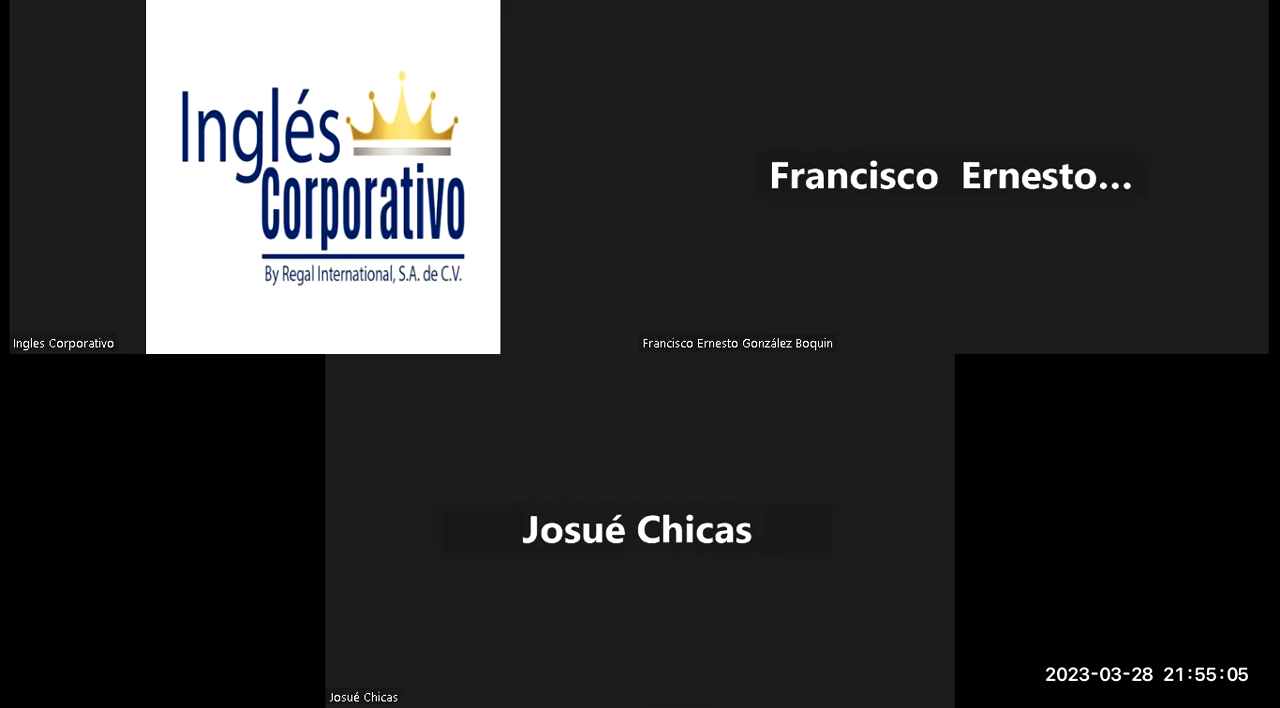 Inglés
Corporativo
By Regal International, S.A. de C.V.
Ingles Corporativo
Francisco Ernesto...
Francisco Ernesto González Boquin
Josué Chicas
Josué Chicas
2023-03-28 21:55:05